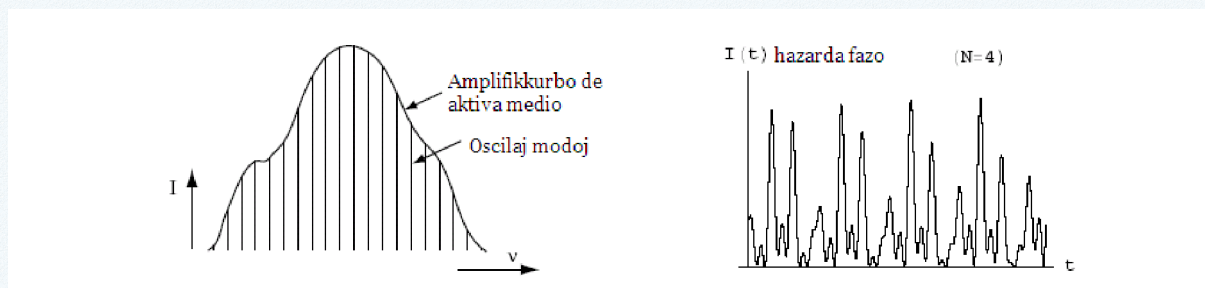 Amplifikkurbo de
aktiva medio
Oscilaj modoj
I
ν
I(t) hazarda fazo (N=4)
t